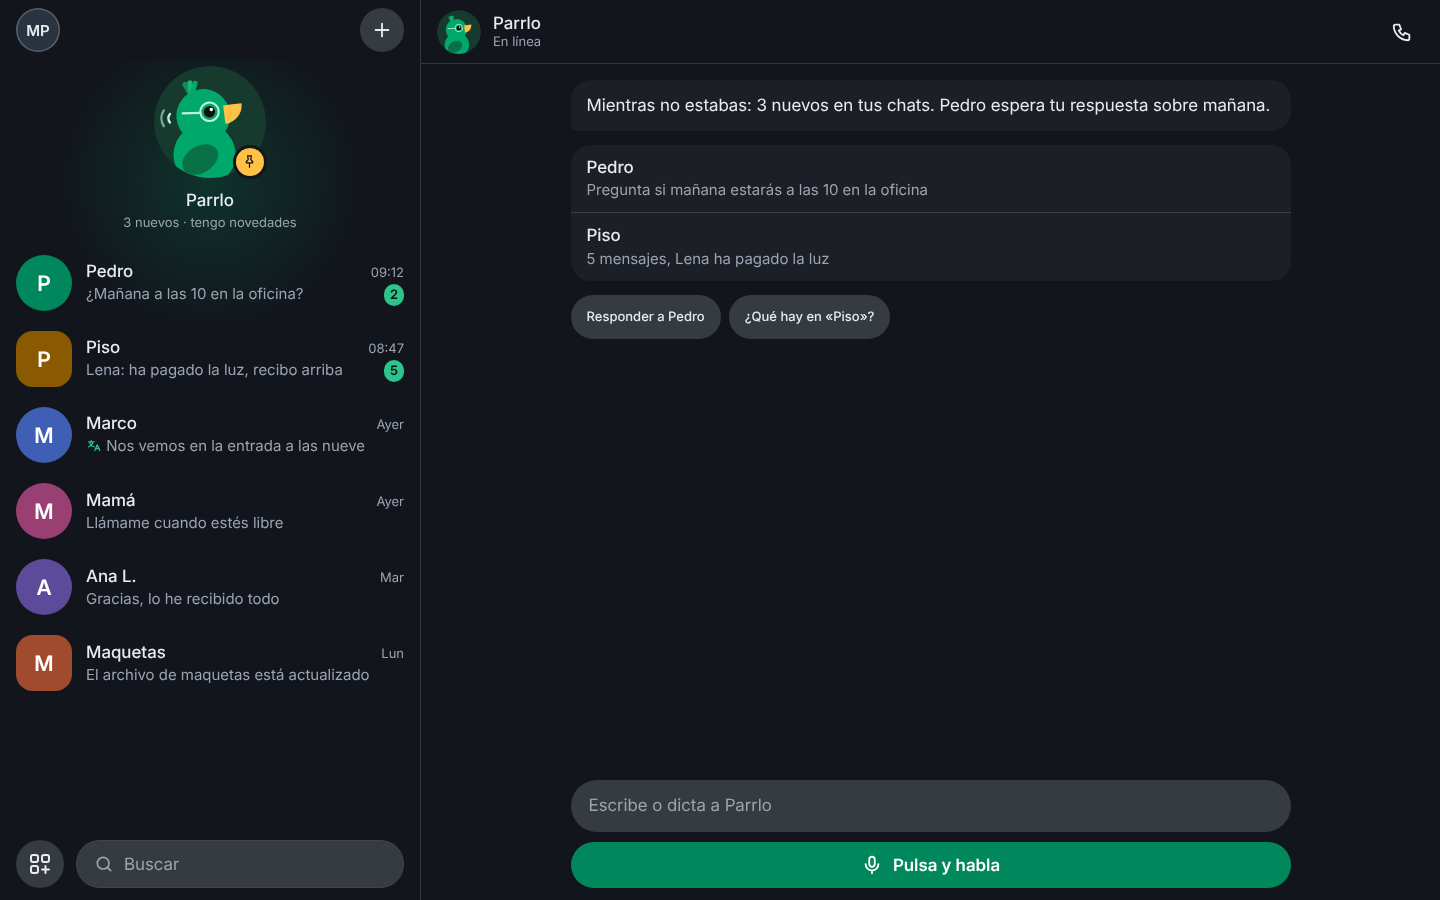 MP
Parrlo
3 nuevos · tengo novedades
P
Pedro
09:12
¿Mañana a las 10 en la oficina?
2
P
Piso
08:47
Lena: ha pagado la luz, recibo arriba
5
M
Marco
Ayer
Nos vemos en la entrada a las nueve
M
Mamá
Ayer
Llámame cuando estés libre
A
Ana L.
Mar
Gracias, lo he recibido todo
M
Maquetas
Lun
El archivo de maquetas está actualizado
Buscar
Parrlo
En línea
Mientras no estabas: 3 nuevos en tus chats. Pedro espera tu respuesta sobre mañana.
Pedro
Pregunta si mañana estarás a las 10 en la oficina
Piso
5 mensajes, Lena ha pagado la luz
Responder a Pedro
¿Qué hay en «Piso»?
Escribe o dicta a Parrlo
Pulsa y habla